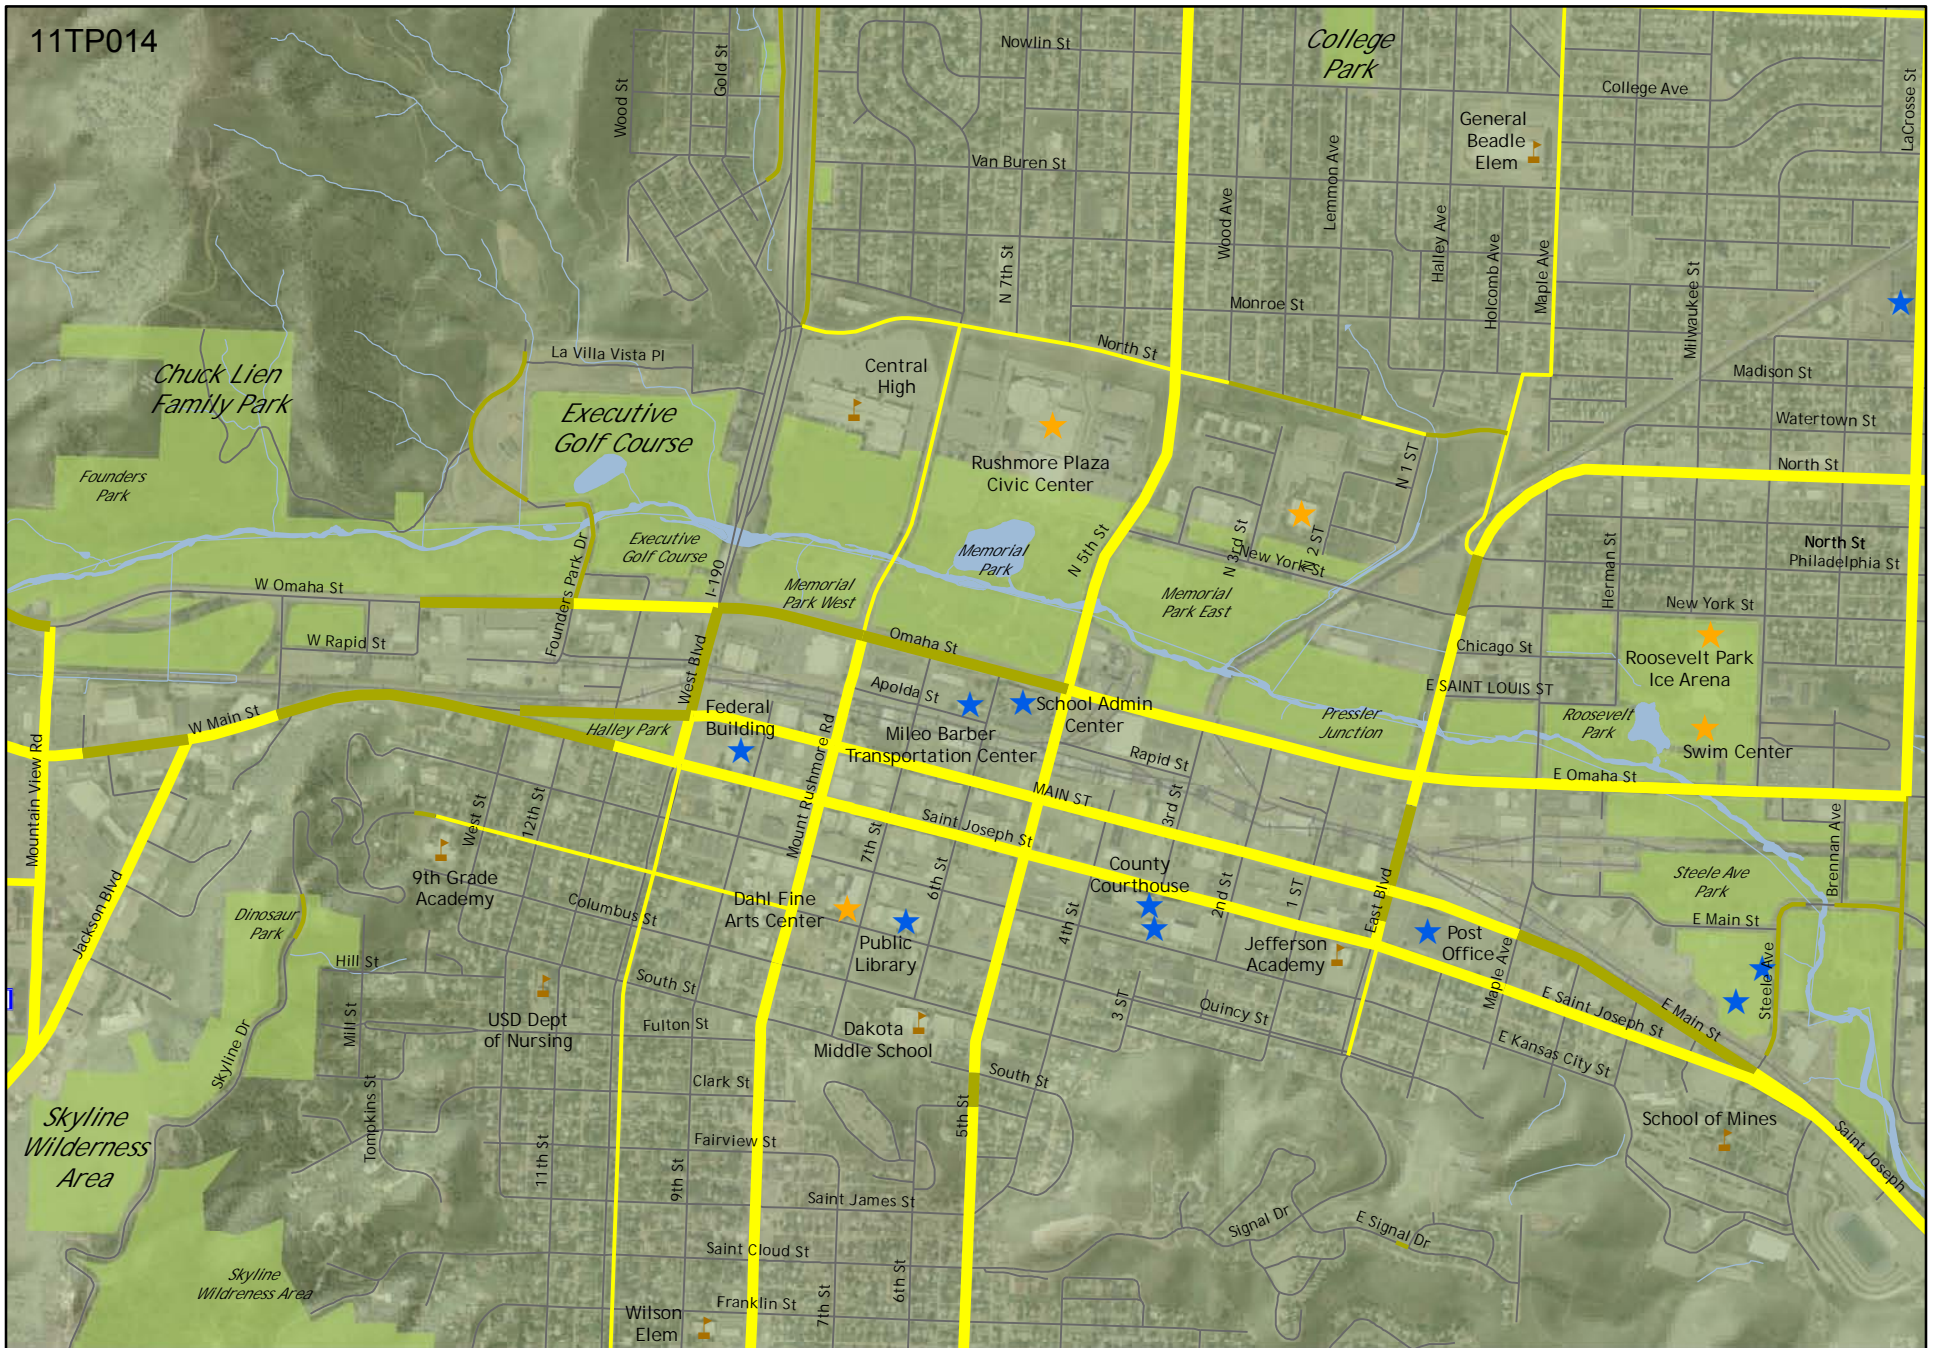 11TP014
Nowlin St
College
Park
Gold St
Wood St
College Ave
LaCrosse St
General
Beadle
Elem
Van Buren St
Lemmon Ave
Wood Ave
Halley Ave
Holcomb Ave
Maple Ave
N 7th St
Milwaukee St
Monroe St
La Villa Vista Pl
North St
Central
High
Chuck Lien
Family Park
Madison St
Executive
Golf Course
Watertown St
Rushmore Plaza
Civic Center
N 1 ST
North St
Founders
Park
Executive
Golf Course
Memorial
Park
N 5th St
N 3rd St
N 2 ST
New York St
Herman St
North St
Philadelphia St
W Omaha St
Founders Park Dr
I-190
Memorial
Park West
Memorial
Park East
New York St
W Rapid St
Omaha St
Chicago St
Roosevelt Park
Ice Arena
West Blvd
Apolda St
E SAINT LOUIS ST
W Main St
Federal
Building
School Admin
Center
Halley Park
Mileo Barber
Transportation Center
Pressler
Junction
Roosevelt
Park
Swim Center
Mountain View Rd
Mount Rushmore Rd
Rapid St
E Omaha St
MAIN ST
West St
12th St
3rd St
Saint Joseph St
7th St
6th St
Brennan Ave
9th Grade
Academy
County
Courthouse
Steele Ave
Park
Jackson Blvd
Dinosaur
Park
Columbus St
Dahl Fine
Arts Center
2nd St
1 ST
East Blvd
E Main St
4th St
Public
Library
Jefferson
Academy
Post
Office
Hill St
South St
Maple Ave
Steele Ave
USD Dept
of Nursing
Fulton St
Dakota
Middle School
3 ST
Quincy St
E Saint Joseph St
E Main St
Mill St
Skyline Dr
E Kansas City St
Clark St
South St
Tompkins St
5th St
Skyline
Wilderness
Area
School of Mines
Fairview St
11th St
9th St
Saint Joseph
Saint James St
Signal Dr
E Signal Dr
Saint Cloud St
Skyline
Wildreness Area
7th St
6th St
Franklin St
Wilson
Elem